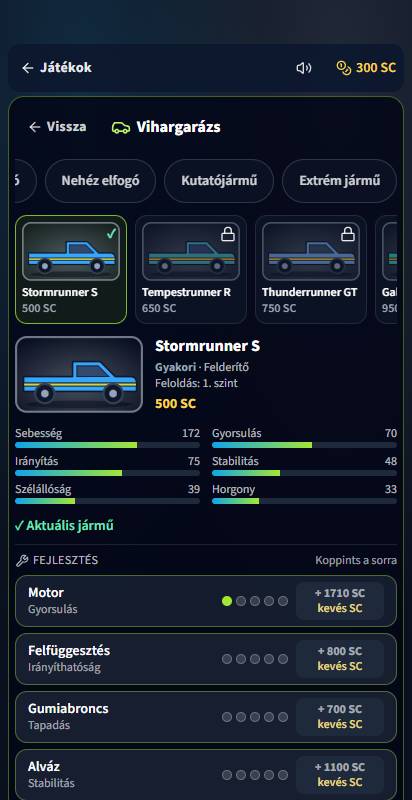 Játékok
300 SC
Vissza
Vihargarázs
Nehéz elfogó
Kutatójármű
Extrém jármű
Stormrunner S
500 SC
Tempestrunner R
650 SC
Thunderrunner GT
750 SC
Stormrunner S
Gyakori · Felderítő
Feloldás: 1. szint
500 SC
Sebesség 172
Gyorsulás 70
Irányítás 75
Stabilitás 48
Szélállóság 39
Horgony 33
✓ Aktuális jármű
FEJLESZTÉS
Koppints a sorra
Motor
Gyorsulás
+ 1710 SC
kevés SC
Felfüggesztés
Irányíthatóság
+ 800 SC
kevés SC
Gumiabroncs
Tapadás
+ 700 SC
kevés SC
Alváz
Stabilitás
+ 1100 SC
kevés SC